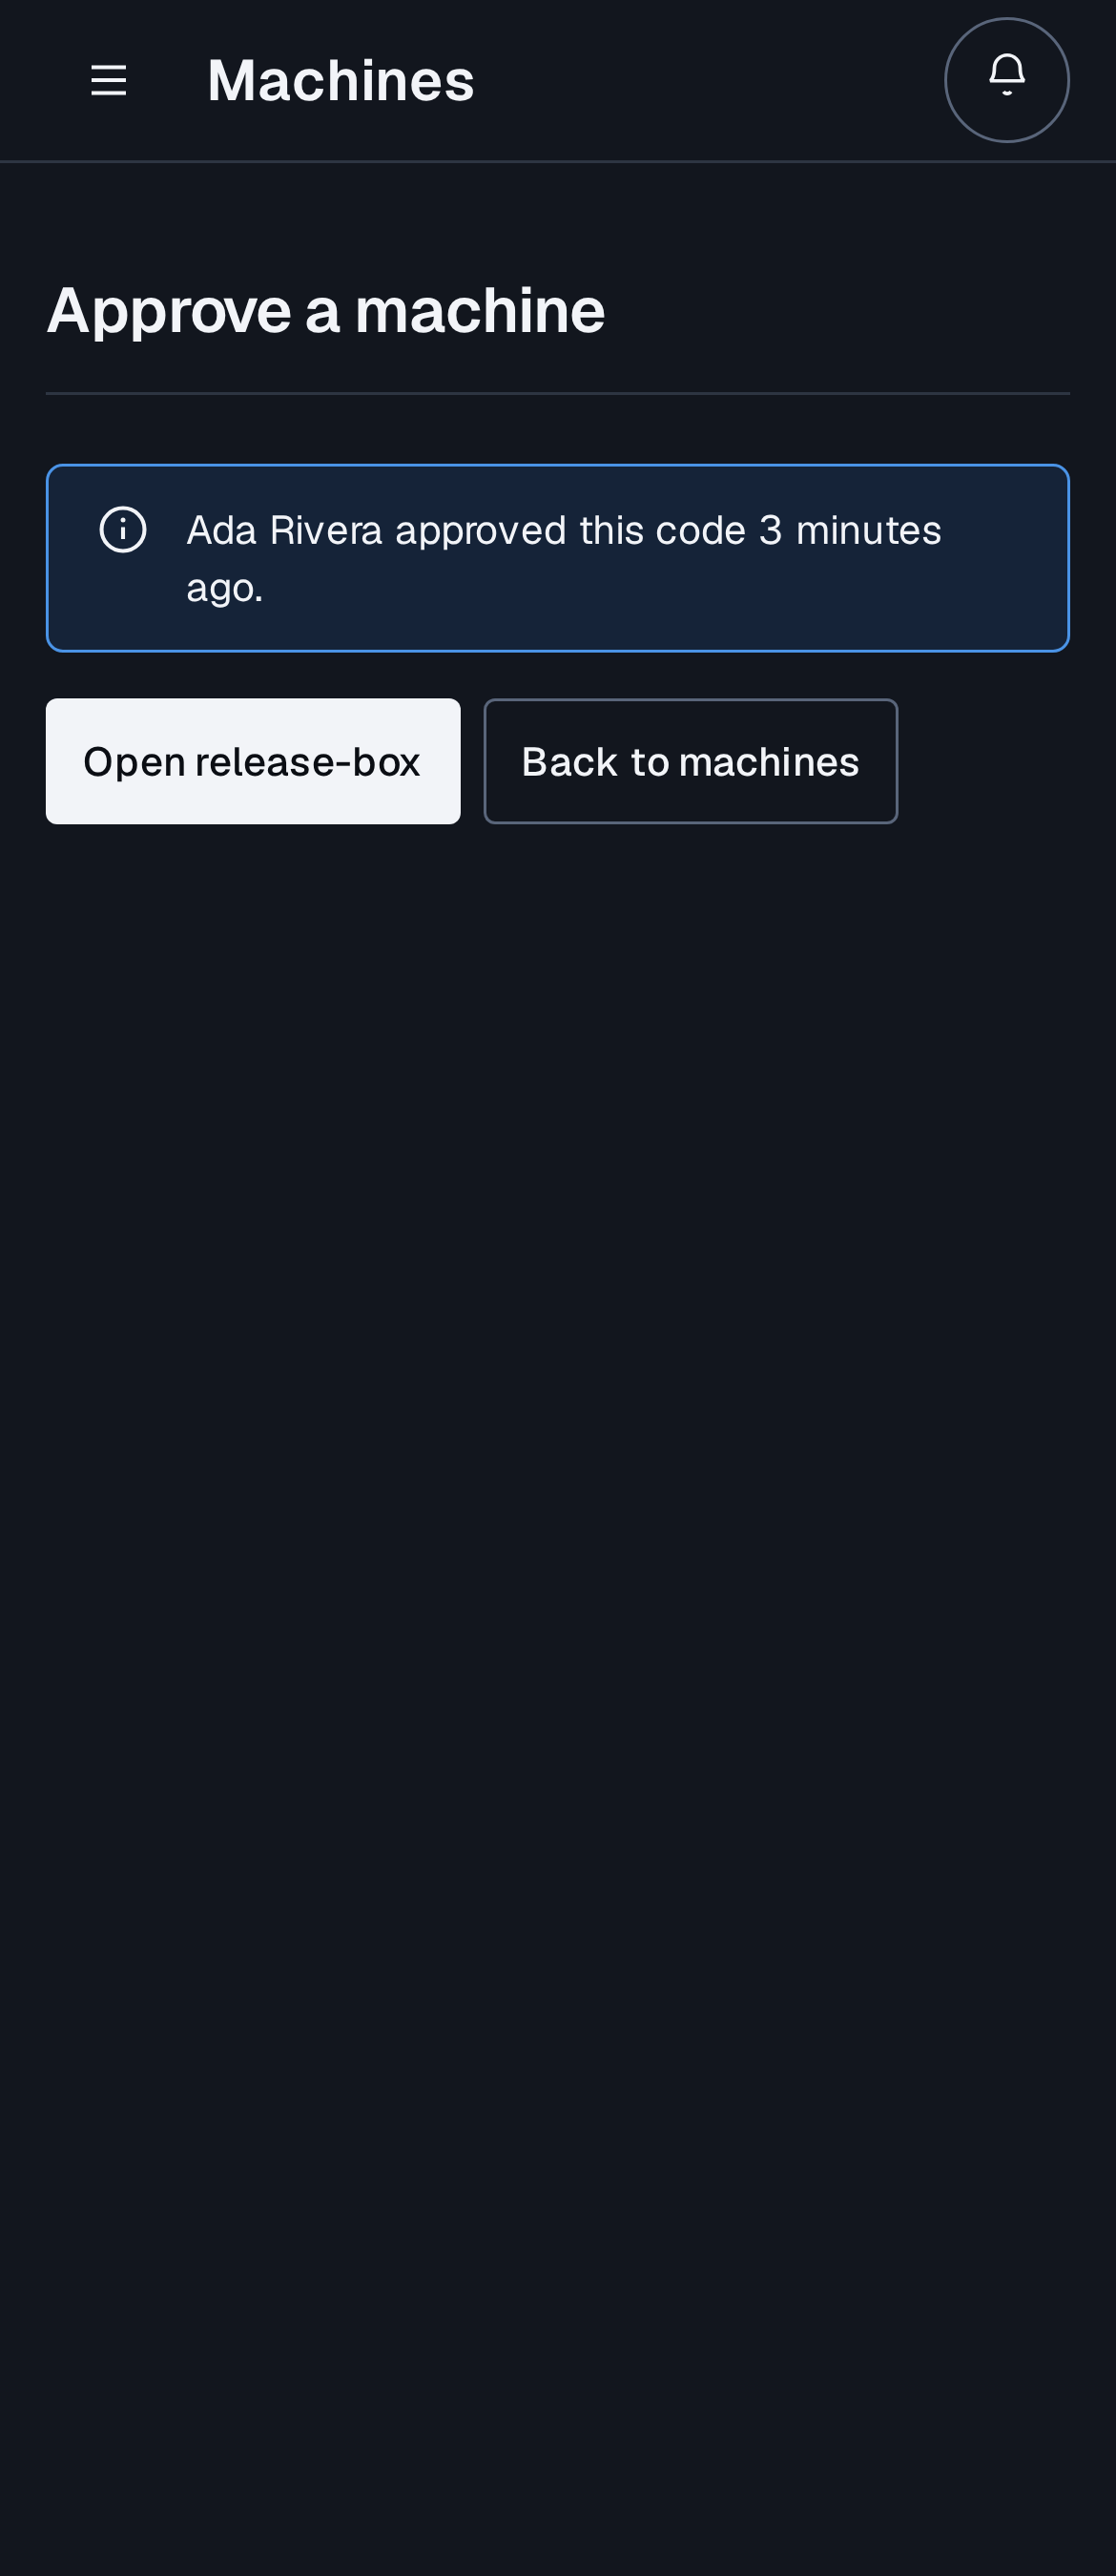 Machines
Approve a machine
Ada Rivera approved this code 3 minutes
ago.
Open release-box
Back to machines